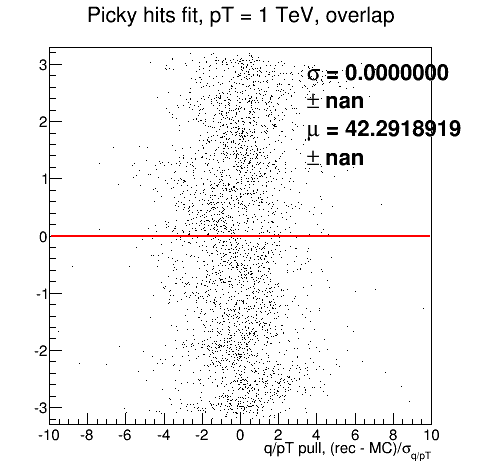 Picky hits fit, pT = 1 TeV, overlap
σ = 0.0000000
± nan
μ = 42.2918919
± nan
3
2
1
0
-1
-2
-3
-10 -8 -6 -4 -2 0 2 4 6 8 10
q/pT pull, (rec - MC)/σq/pT